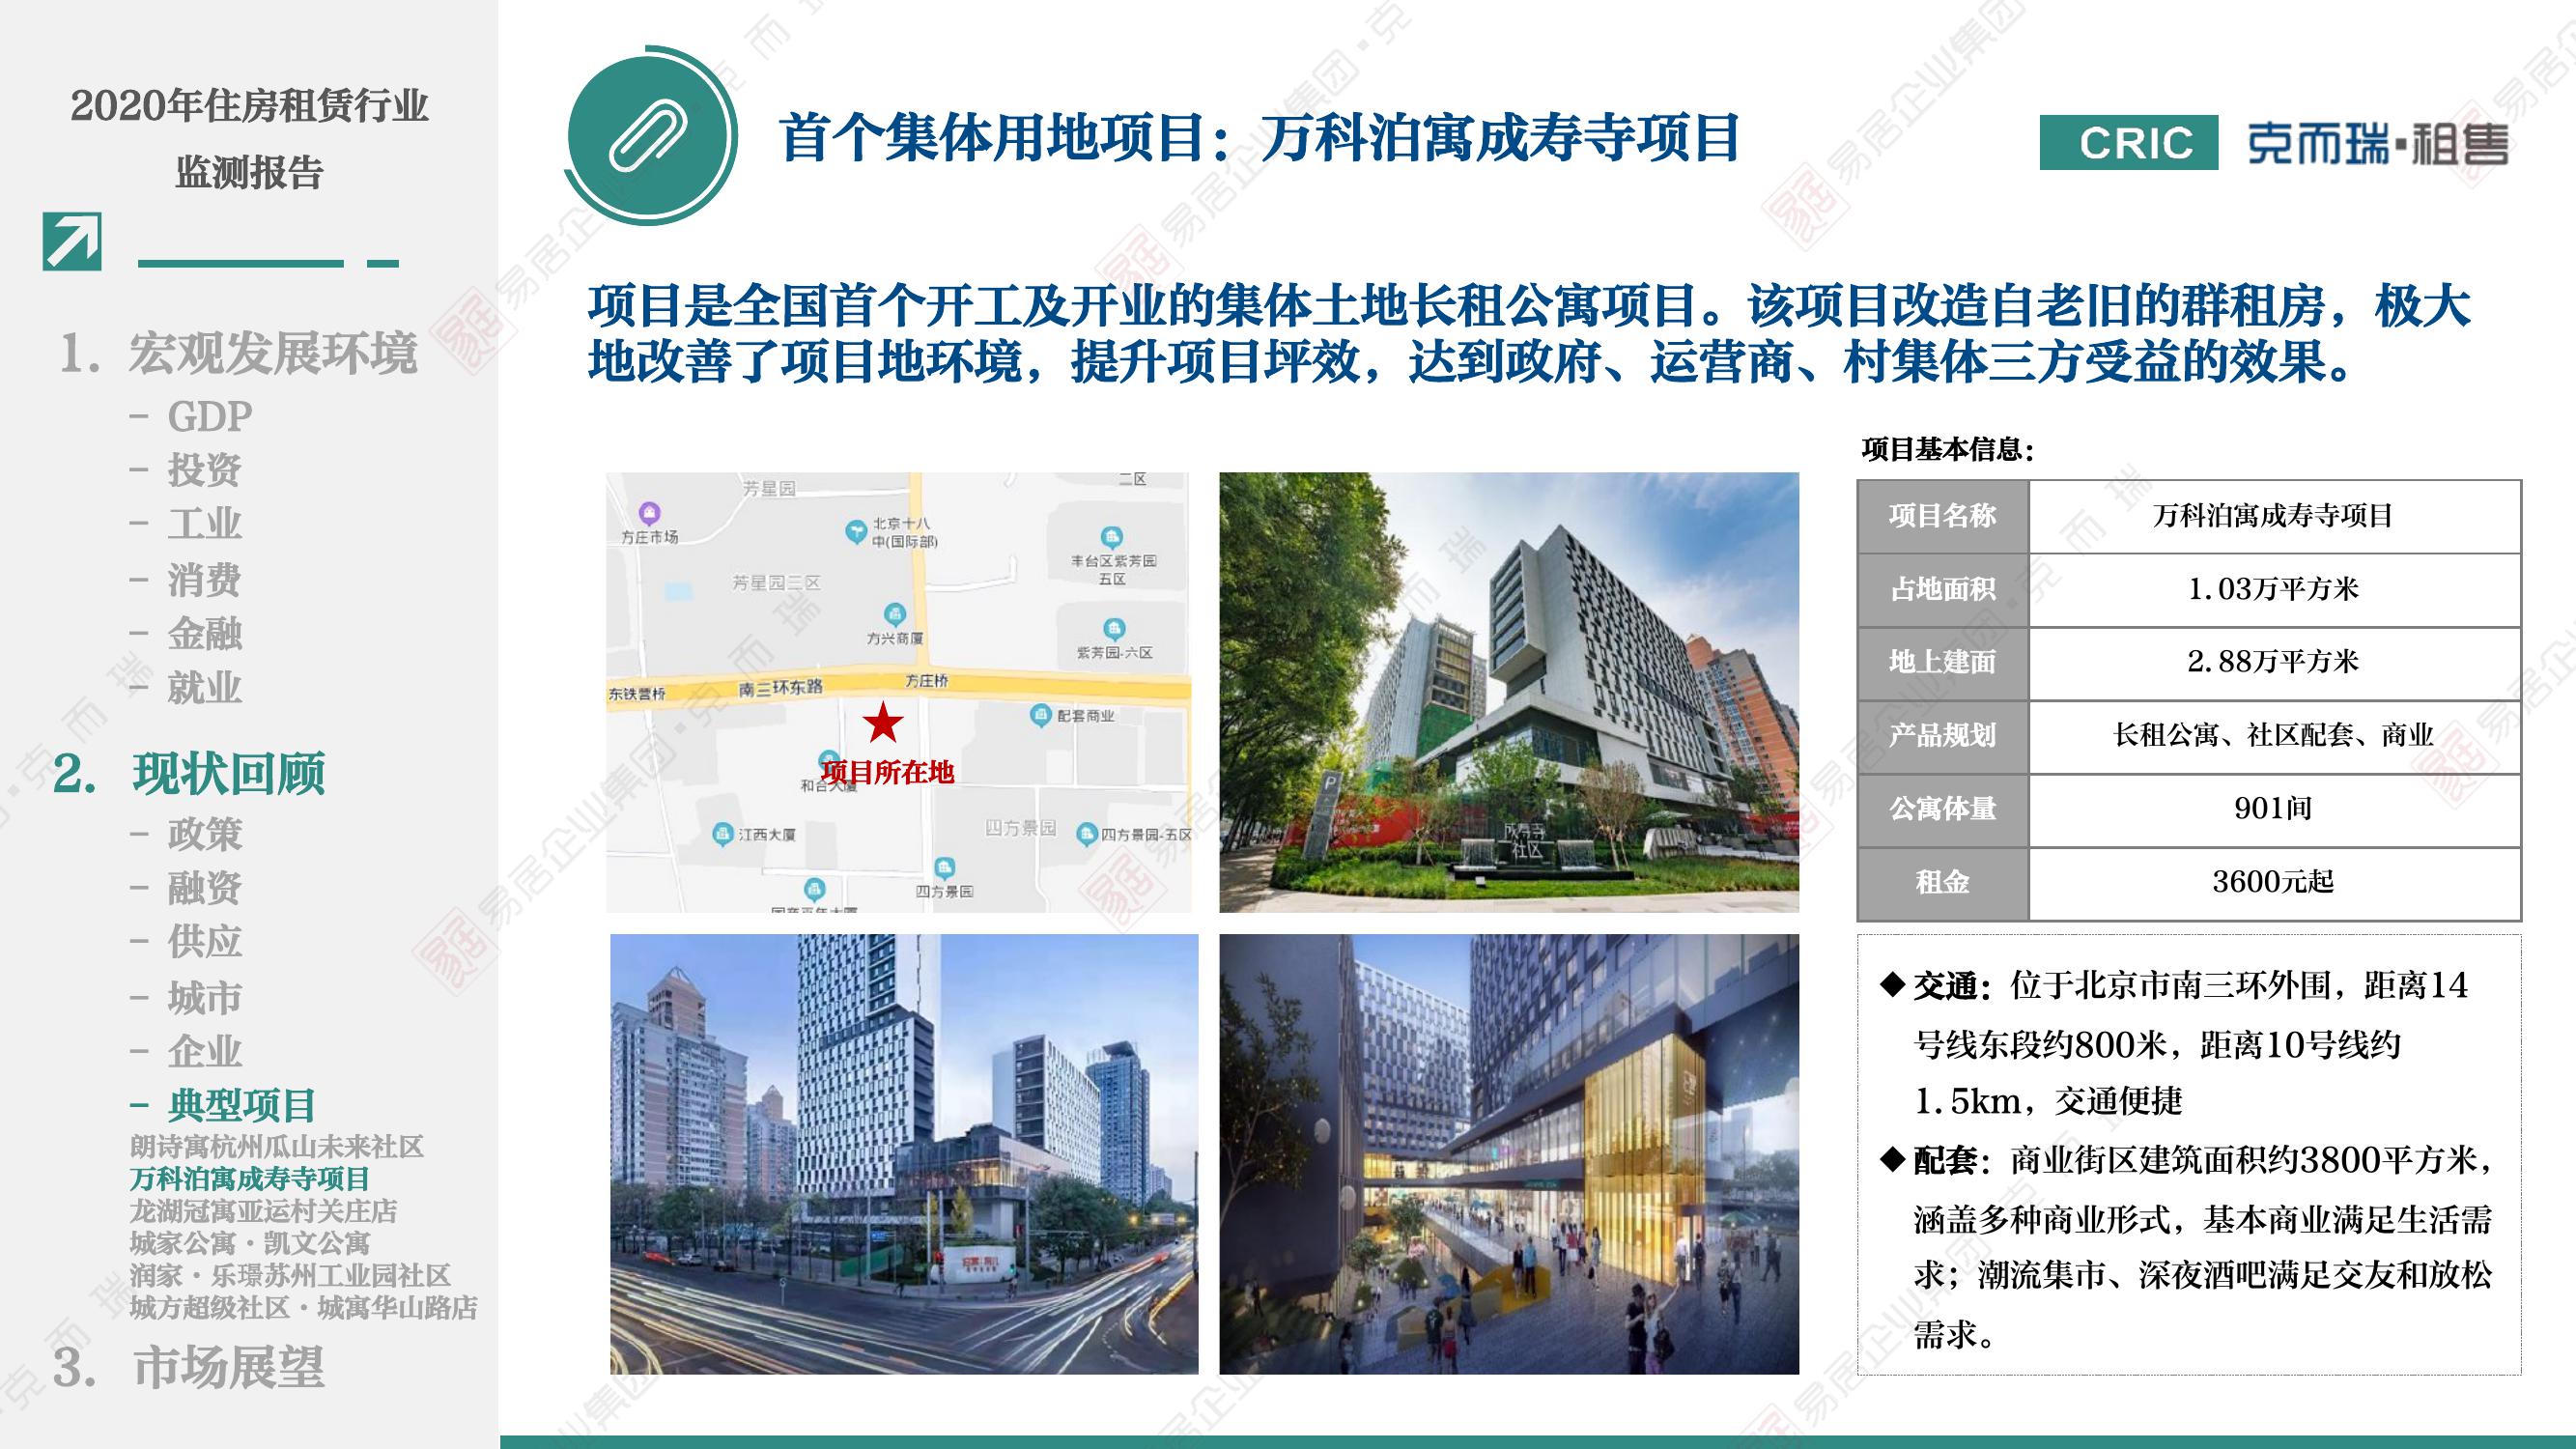 2020年住房租赁行业
监测报告
1. 宏观发展环境
– GDP
– 投资
– 工业
– 消费
– 金融
– 就业
2. 现状回顾
– 政策
– 融资
– 供应
– 城市
– 企业
– 典型项目
朗诗寓杭州瓜山未来社区
万科泊寓成寿寺项目
龙湖冠寓亚运村关庄店
城家公寓·凯文公寓
润家·乐璟苏州工业园社区
城方超级社区·城寓华山路店
3. 市场展望
首个集体用地项目：万科泊寓成寿寺项目
CRIC 克而瑞·租售
项目是全国首个开工及开业的集体土地长租公寓项目。该项目改造自老旧的群租房，极大
地改善了项目地环境，提升项目坪效，达到政府、运营商、村集体三方受益的效果。
二区
芳星园
方庄市场
北京十八
中(国际部)
丰台区紫芳园
五区
芳星园三区
方兴商厦
紫芳园-六区
东铁营桥
南三环东路
方庄桥
配套商业
项目所在地
和合大厦
江西大厦
四方景园
四方景园-五区
四方景园
P
成寿寺
社区
项目基本信息：
项目名称 万科泊寓成寿寺项目
占地面积 1.03万平方米
地上建面 2.88万平方米
产品规划 长租公寓、社区配套、商业
公寓体量 901间
租金 3600元起
◆交通：位于北京市南三环外围，距离14
号线东段约800米，距离10号线约
1.5km，交通便捷
◆配套：商业街区建筑面积约3800平方米，
涵盖多种商业形式，基本商业满足生活需
求；潮流集市、深夜酒吧满足交友和放松
需求。
易居企业集团·克而瑞